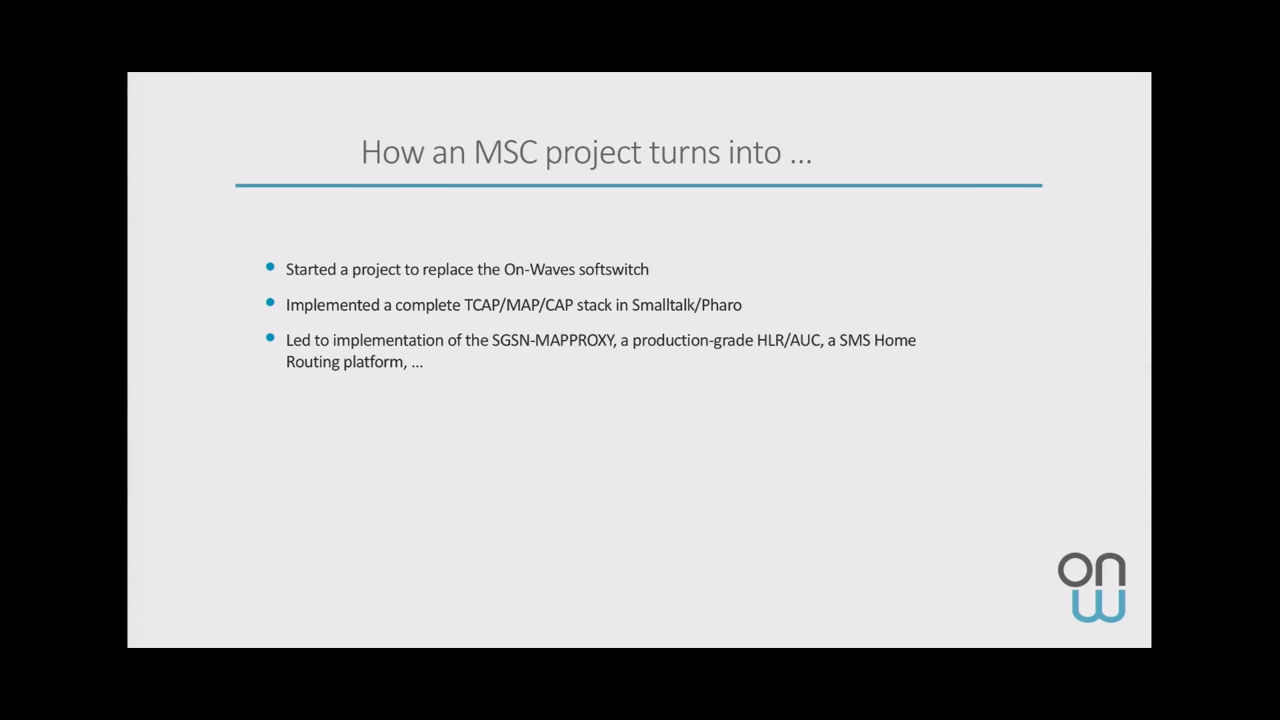 How an MSC project turns into ...
Started a project to replace the On-Waves softswitch
Implemented a complete TCAP/MAP/CAP stack in Smalltalk/Pharo
Led to implementation of the SGSN-MAPPROXY, a production-grade HLR/AUC, a SMS Home
Routing platform, ...
on
w